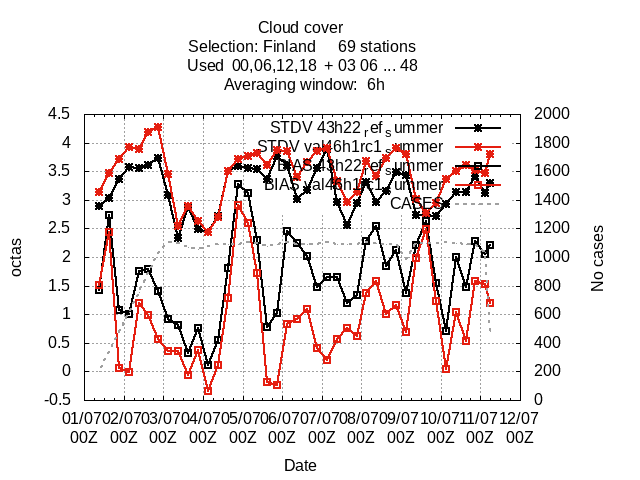 Cloud cover
Selection: Finland 69 stations
Used 00,06,12,18 + 03 06 ... 48
Averaging window: 6h
4.5
4
3.5
3
2.5
2
1.5
1
0.5
0
-0.5
octas
STDV 43h22_ref_summer
STDV val46h1rc1_summer
BIAS 43h22_ref_summer
BIAS val46h1rc1_summer
CASES
2000
1800
1600
1400
1200
1000
800
600
400
200
0
No cases
01/07 02/07 03/07 04/07 05/07 06/07 07/07 08/07 09/07 10/07 11/07 12/07
00Z 00Z 00Z 00Z 00Z 00Z 00Z 00Z 00Z 00Z 00Z 00Z
Date